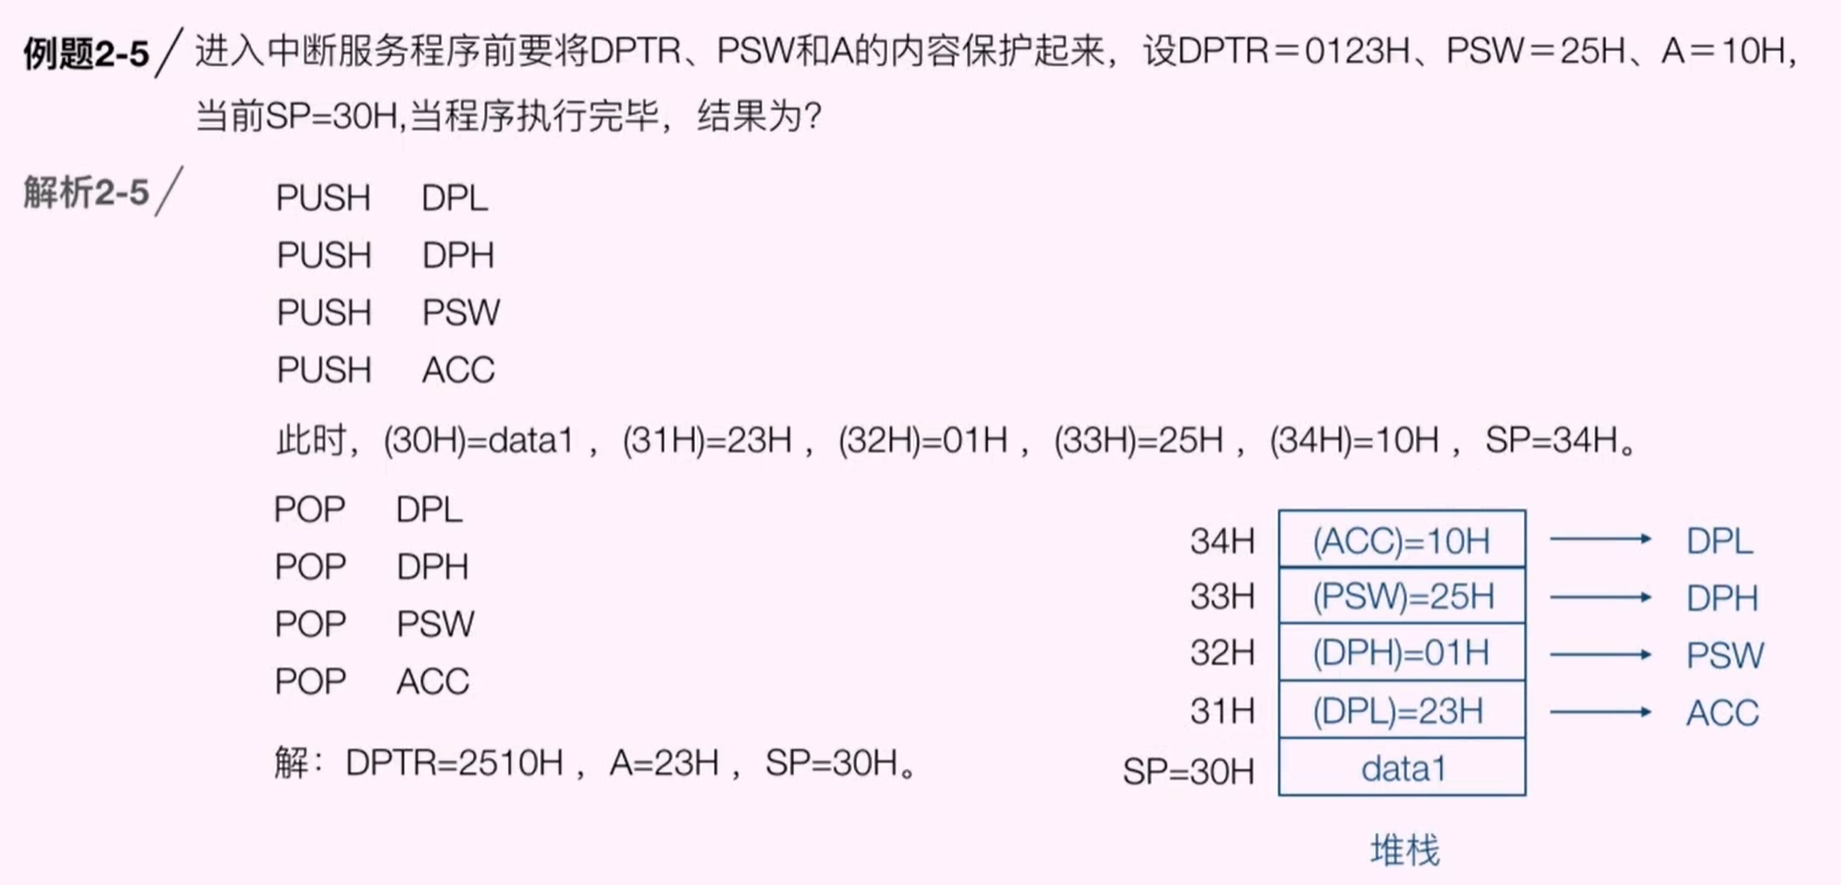 例题2-5/ 进入中断服务程序前要将DPTR、PSW和A的内容保护起来，设DPTR=0123H、PSW=25H、A=10H，
当前SP=30H,当程序执行完毕，结果为?
解析2-5/
PUSH DPL
PUSH DPH
PUSH PSW
PUSH ACC
此时，(30H)=data1，(31H)=23H，(32H)=01H，(33H)=25H，(34H)=10H，SP=34H。
POP DPL
POP DPH
POP PSW
POP ACC
解：DPTR=2510H，A=23H，SP=30H。
34H (ACC)=10H DPL
33H (PSW)=25H DPH
32H (DPH)=01H PSW
31H (DPL)=23H ACC
SP=30H data1
堆栈